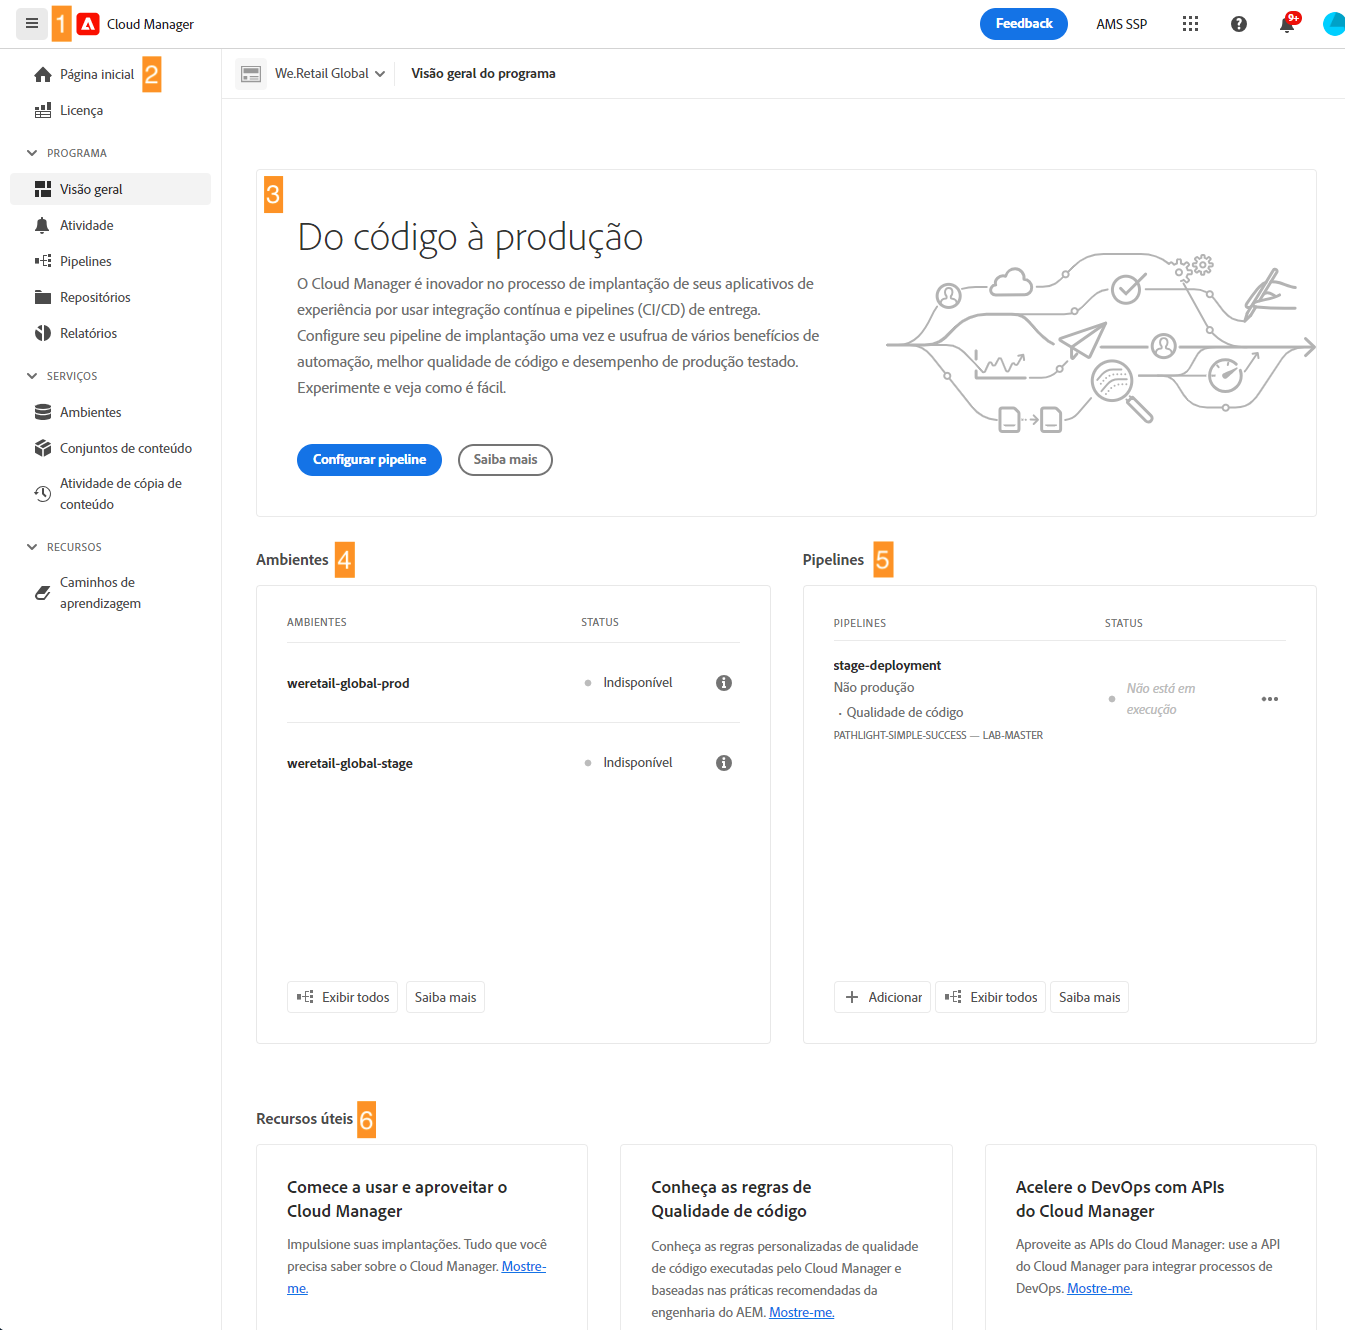 1 Cloud Manager
Feedback
AMS SSP
9+
Página inicial 2
Licença
PROGRAMA
Visão geral
Atividade
Pipelines
Repositórios
Relatórios
SERVIÇOS
Ambientes
Conjuntos de conteúdo
Atividade de cópia de
conteúdo
RECURSOS
Caminhos de
aprendizagem
We.Retail Global
Visão geral do programa
3
Do código à produção
O Cloud Manager é inovador no processo de implantação de seus aplicativos de
experiência por usar integração contínua e pipelines (CI/CD) de entrega.
Configure seu pipeline de implantação uma vez e usufrua de vários benefícios de
automação, melhor qualidade de código e desempenho de produção testado.
Experimente e veja como é fácil.
Configurar pipeline
Saiba mais
Ambientes 4
AMBIENTES STATUS
weretail-global-prod Indisponível
weretail-global-stage Indisponível
Exibir todos
Saiba mais
Pipelines 5
PIPELINES STATUS
stage-deployment
Não produção
· Qualidade de código
PATHLIGHT-SIMPLE-SUCCESS — LAB-MASTER
Não está em
execução
Adicionar
Exibir todos
Saiba mais
Recursos úteis 6
Comece a usar e aproveitar o
Cloud Manager
Impulsione suas implantações. Tudo que você
precisa saber sobre o Cloud Manager. Mostre-
me.
Conheça as regras de
Qualidade de código
Conheça as regras personalizadas de qualidade
de código executadas pelo Cloud Manager e
baseadas nas práticas recomendadas da
engenharia do AEM. Mostre-me.
Acelere o DevOps com APIs
do Cloud Manager
Aproveite as APIs do Cloud Manager: use a API
do Cloud Manager para integrar processos de
DevOps. Mostre-me.